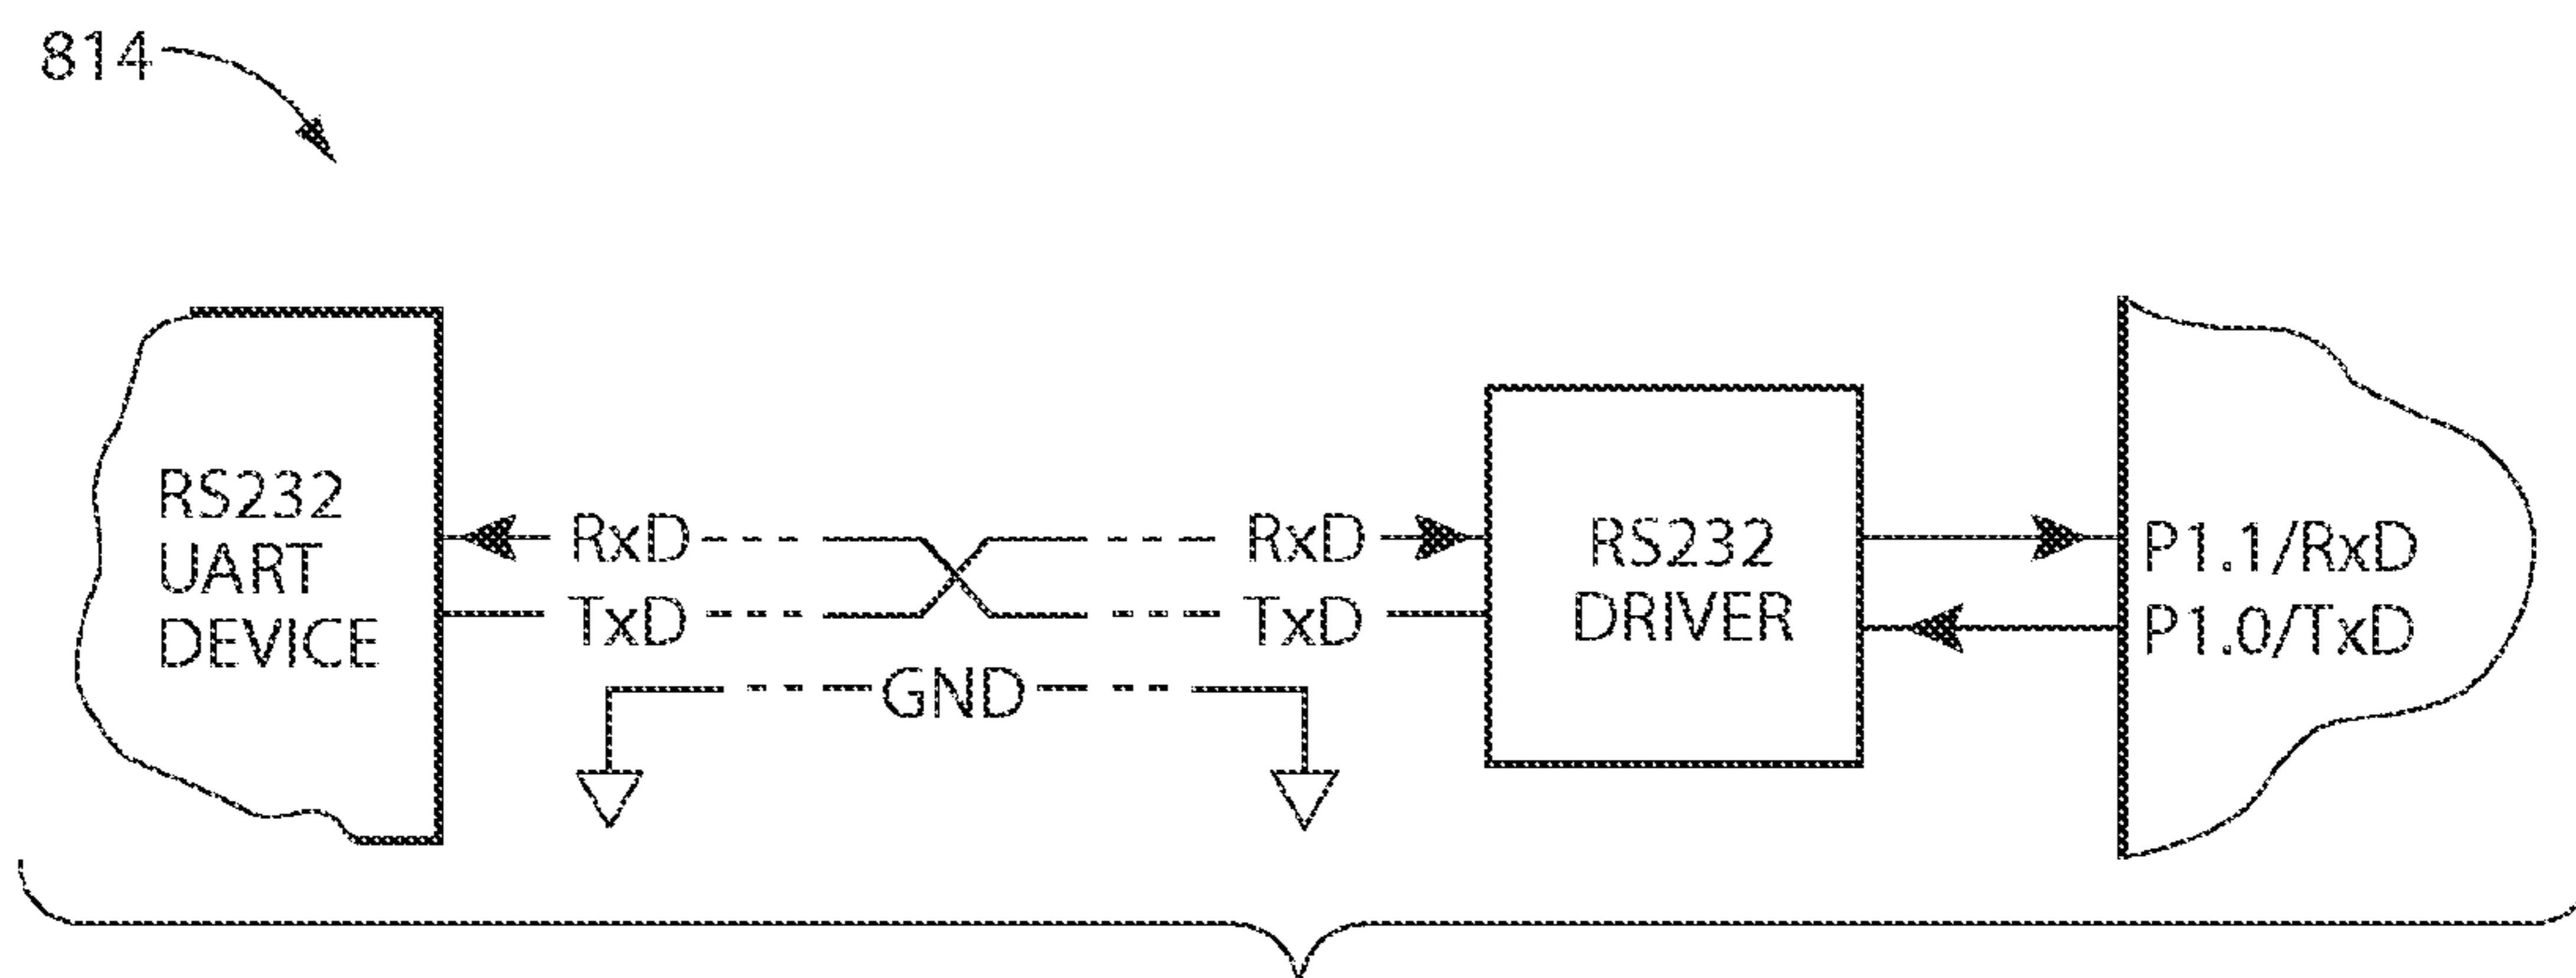 814
RS232
UART
DEVICE
RxD
TxD
GND
RxD
TxD
RS232
DRIVER
P1.1/RxD
P1.0/TxD